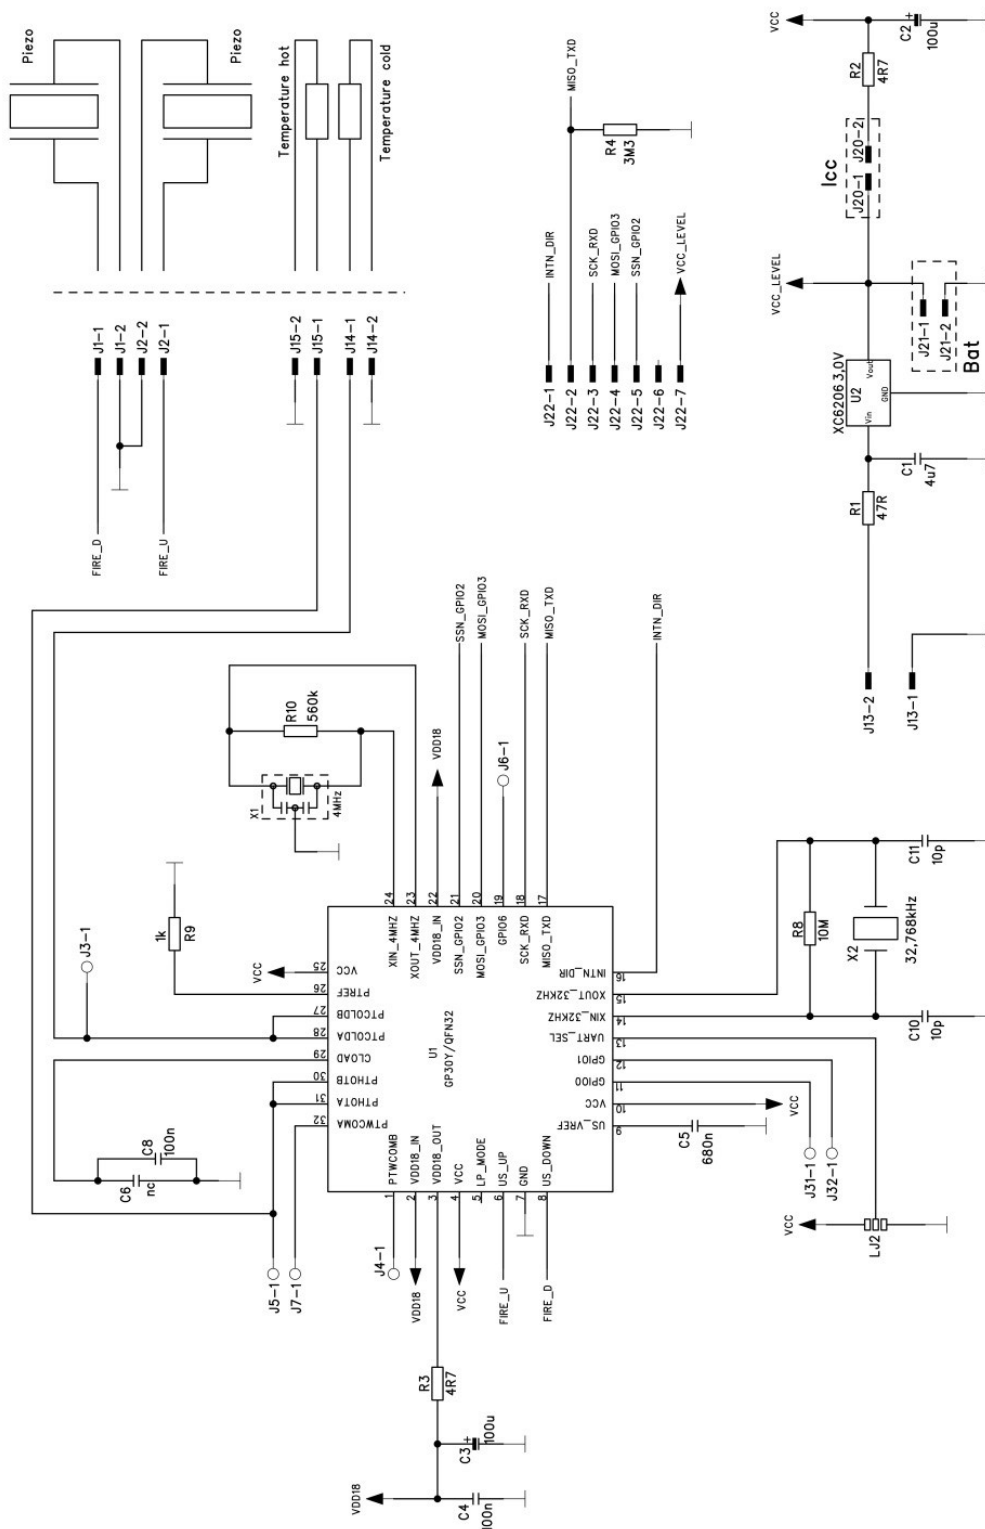 Piezo
Piezo
Temperature hot
Temperature cold
J1-1
J1-2
J2-2
J2-1
J15-2
J15-1
J14-1
J14-2
FIRE_D
FIRE_U
MISO_TXD
R4
3M3
INTN_DIR
SCK_RXD
MOSI_GPIO3
SSN_GPIO2
VCC_LEVEL
J22-1
J22-2
J22-3
J22-4
J22-5
J22-6
J22-7
VCC
C2
+
100u
R2
4R7
Icc
J20-1
J20-2
VCC_LEVEL
J21-1
J21-2
Bat
XC6206 3,0V
U2
Vin
Vout
GND
R1
47R
C1
4u7
J13-2
J13-1
R10
560k
X1
4MHz
VDD18
J6-1
SSN_GPIO2
MOSI_GPIO3
SCK_RXD
MISO_TXD
INTN_DIR
1k
R9
J3-1
VCC
C6
nc
C8
100n
J5-1
J7-1
U1
GP30Y/QFN32
24
XIN_4MHZ
23
XOUT_4MHZ
22
VDD18_IN
21
SSN_GPIO2
20
MOSI_GPIO3
19
GPIO6
18
SCK_RXD
17
MISO_TXD
25
VCC
26
PTREF
27
PTCOLDB
28
PTCOLDA
29
CLOAD
30
PTHOTB
31
PTHOTA
32
PTWCOMA
1
PTWCOMB
2
VDD18_IN
3
VDD18_OUT
4
VCC
5
LP_MODE
6
US_UP
7
GND
8
US_DOWN
16
INTN_DIR
15
XOUT_32KHZ
14
XIN_32KHZ
13
UART_SEL
12
GPIO1
11
GPIO0
10
VCC
9
US_VREF
J4-1
VDD18
VCC
FIRE_U
FIRE_D
R3
4R7
C3
+
100u
C4
100n
VDD18
C5
680n
VCC
J31-1
J32-1
VCC
LJ2
R8
10M
X2
32,768kHz
C11
10p
C10
10p